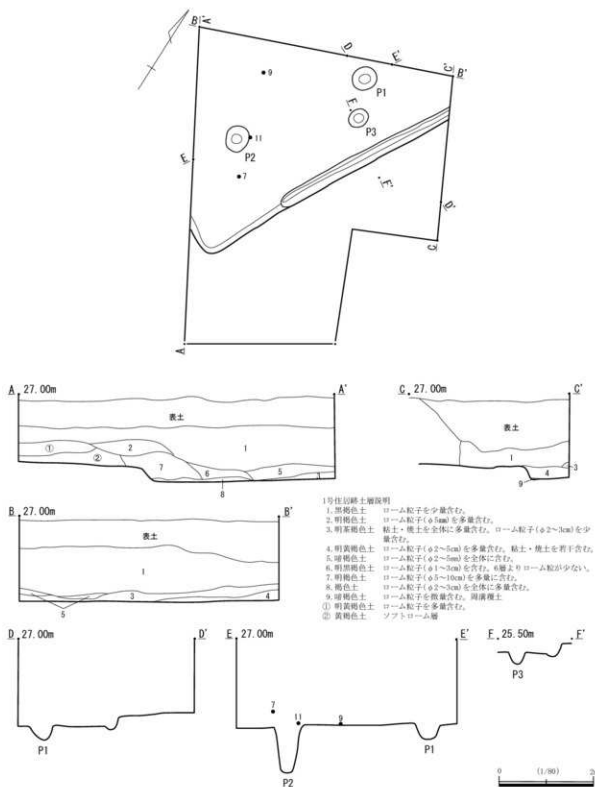 B A
D
E'
C' B'
9
P1
E
P3
11
P2
F
7
F'
D'
C
A
A 27.00m A'
表土
①
2
1
②
7
6
5
3
8
C 27.00m C'
表土
1
3
4
9
B 27.00m B'
表土
1
3
4
5
1号住居跡土層説明
1. 黒褐色土 ローム粒子を少量含む。
2. 明褐色土 ローム粒子(φ5mm)を多量含む。
3. 明茶褐色土 粘土・焼土を全体に多量含む。ローム粒子(φ2～3cm)を少量含む。
4. 明黄褐色土 ローム粒子(φ2～5cm)を多量含む。粘土・焼土を若干含む。
5. 暗褐色土 ローム粒子(φ2～5mm)を全体に含む。
6. 明黒褐色土 ローム粒子(φ1～3cm)を含む。6層よりローム粒が少ない。
7. 明褐色土 ローム粒子(φ5～10cm)を多量に含む。
8. 褐色土 ローム粒子(φ2～3cm)を全体に多量含む。
9. 暗褐色土 ローム粒子を微量含む。周溝覆土
① 明黄褐色土 ローム粒子を多量含む。
② 黄褐色土 ソフトローム層
D 27.00m D'
P1
E 27.00m E'
7
11
9
P2
P1
F 25.50m F'
P3
0 (1/80)